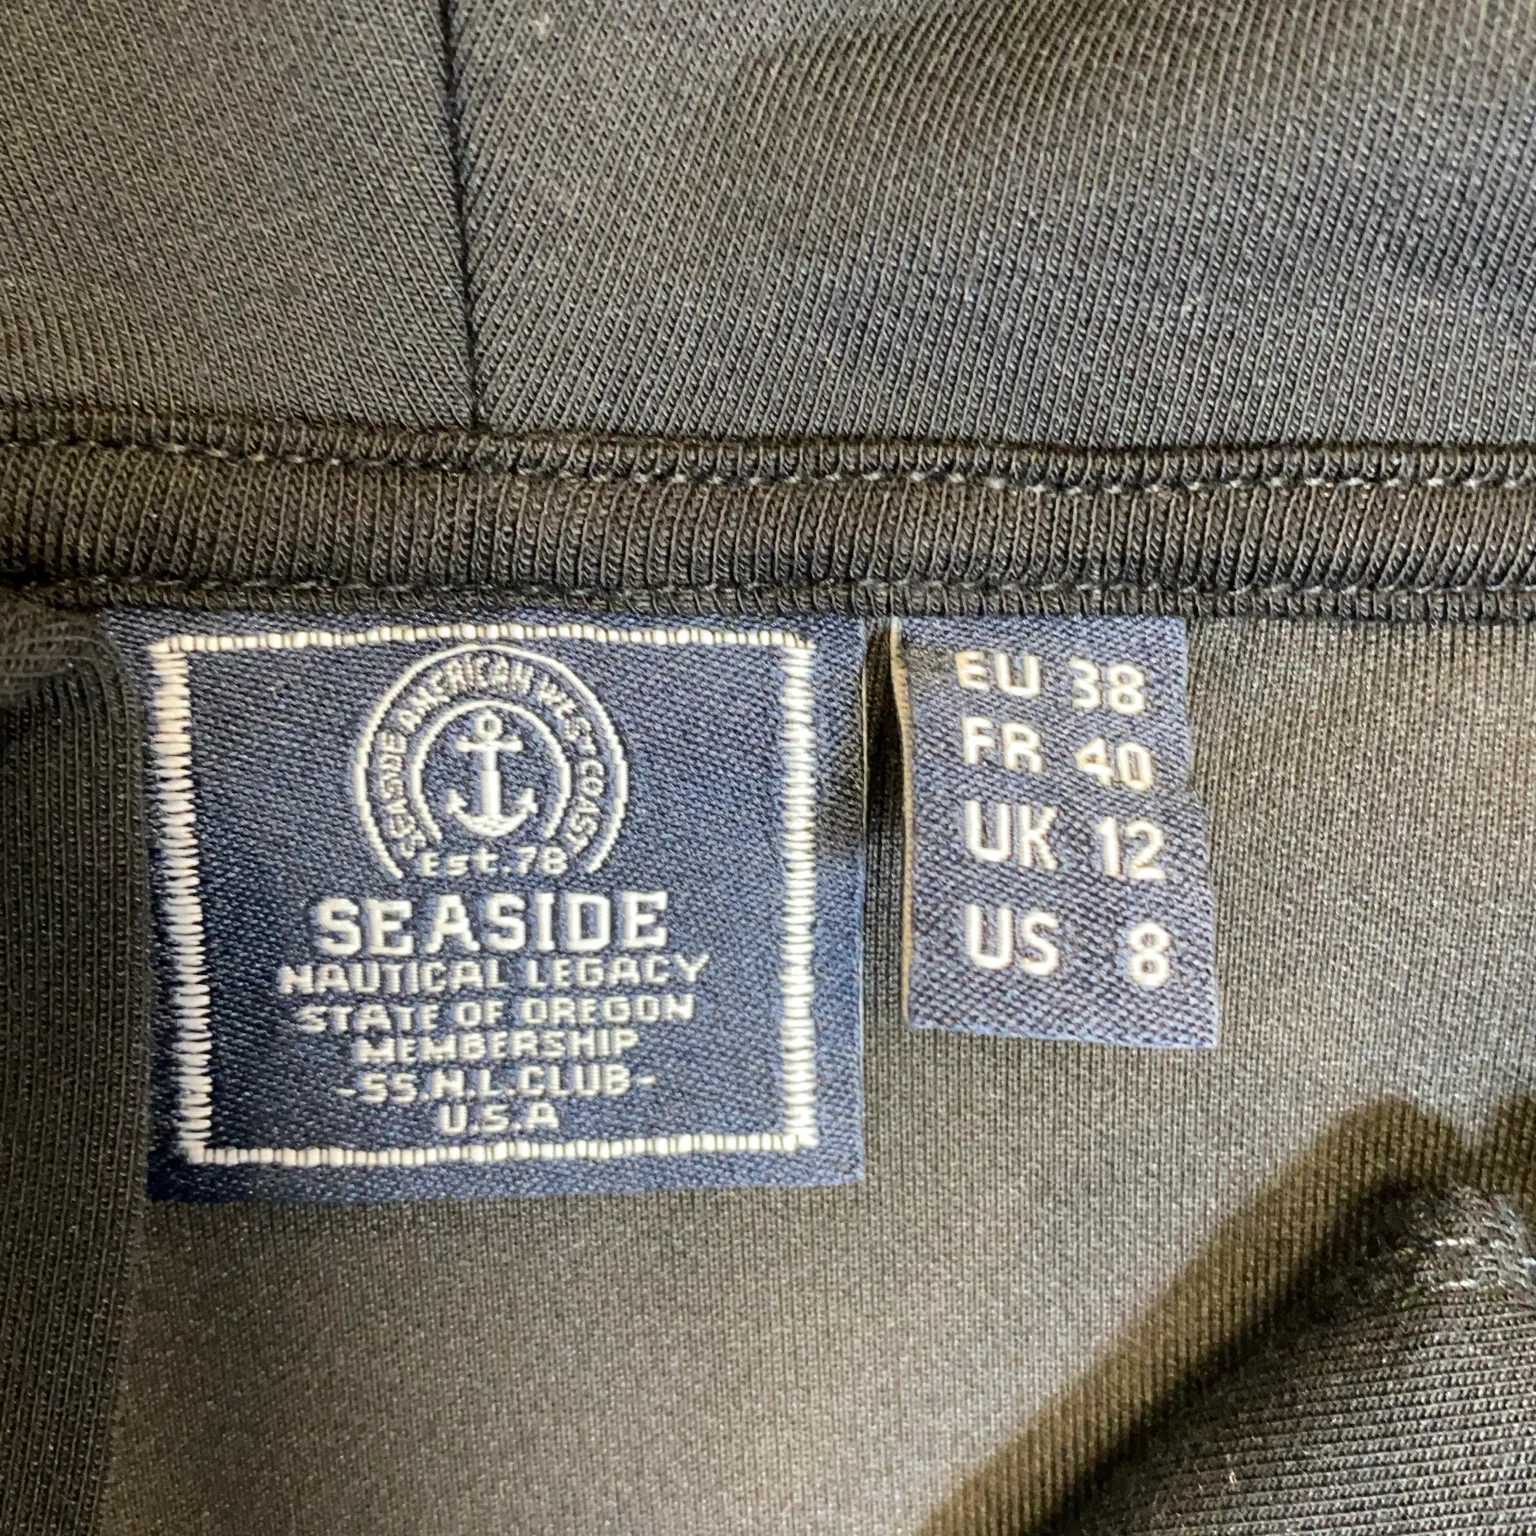 SEASIDE AMERICAN WEST COAST
Est.78
SEASIDE
NAUTICAL LEGACY
STATE OF OREGON
MEMBERSHIP
-SS.N.L.CLUB-
U.S.A
EU 38
FR 40
UK 12
US 8